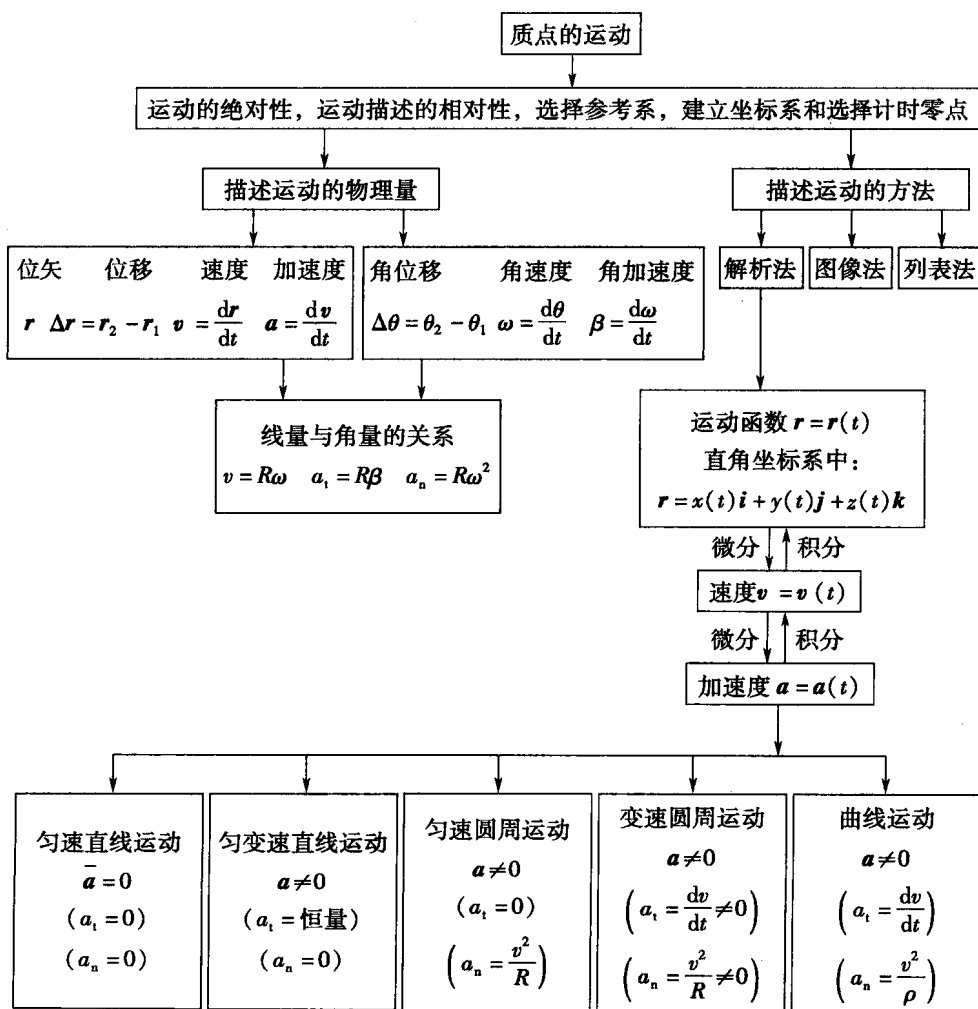 质点的运动
运动的绝对性，运动描述的相对性，选择参考系，建立坐标系和选择计时零点
描述运动的物理量
描述运动的方法
位矢 位移 速度 加速度
r Δr = r₂ − r₁ v = dr/dt a = dv/dt
角位移 角速度 角加速度
Δθ = θ₂ − θ₁ ω = dθ/dt β = dω/dt
解析法
图像法
列表法
线量与角量的关系
v = Rω aₜ = Rβ aₙ = Rω²
运动函数 r = r(t)
直角坐标系中：
r = x(t)i + y(t)j + z(t)k
微分 积分
速度v = v(t)
微分 积分
加速度 a = a(t)
匀速直线运动
a̅ = 0
(aₜ = 0)
(aₙ = 0)
匀变速直线运动
a ≠ 0
(aₜ = 恒量)
(aₙ = 0)
匀速圆周运动
a ≠ 0
(aₜ = 0)
(aₙ = v²/R)
变速圆周运动
a ≠ 0
(aₜ = dv/dt ≠ 0)
(aₙ = v²/R ≠ 0)
曲线运动
a ≠ 0
(aₜ = dv/dt)
(aₙ = v²/ρ)